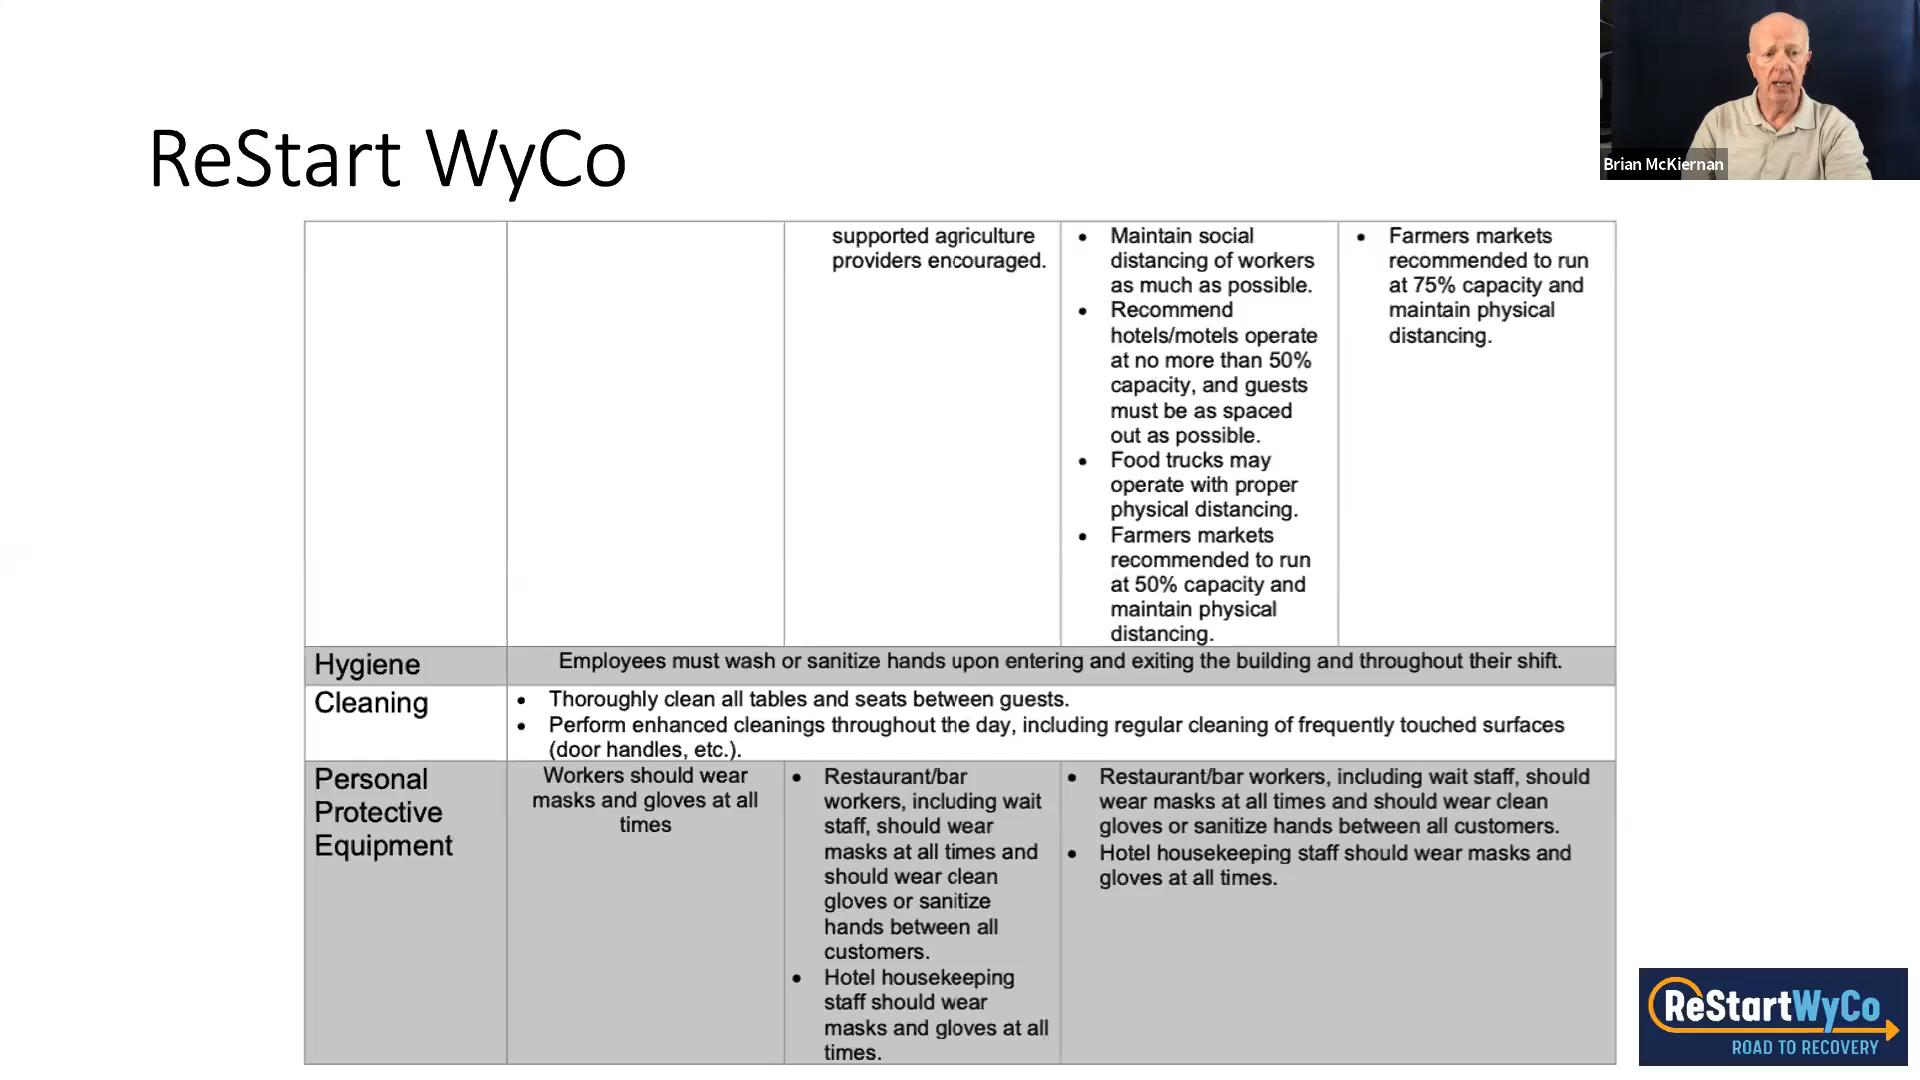 Brian McKiernan
ReStart WyCo
supported agriculture
providers encouraged.
• Maintain social
distancing of workers
as much as possible.
• Recommend
hotels/motels operate
at no more than 50%
capacity, and guests
must be as spaced
out as possible.
• Food trucks may
operate with proper
physical distancing.
• Farmers markets
recommended to run
at 50% capacity and
maintain physical
distancing.
• Farmers markets
recommended to run
at 75% capacity and
maintain physical
distancing.
Hygiene
Employees must wash or sanitize hands upon entering and exiting the building and throughout their shift.
Cleaning
• Thoroughly clean all tables and seats between guests.
• Perform enhanced cleanings throughout the day, including regular cleaning of frequently touched surfaces
(door handles, etc.).
Personal
Protective
Equipment
Workers should wear
masks and gloves at all
times
• Restaurant/bar
workers, including wait
staff, should wear
masks at all times and
should wear clean
gloves or sanitize
hands between all
customers.
• Hotel housekeeping
staff should wear
masks and gloves at all
times.
• Restaurant/bar workers, including wait staff, should
wear masks at all times and should wear clean
gloves or sanitize hands between all customers.
• Hotel housekeeping staff should wear masks and
gloves at all times.
ReStartWyCo
ROAD TO RECOVERY